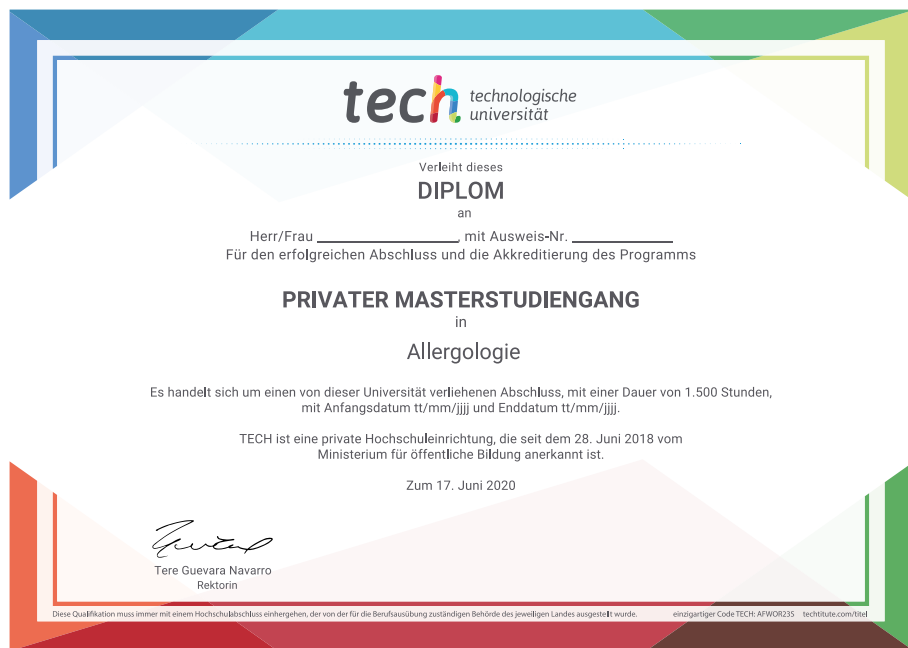 tech technologische
universität
Verleiht dieses
DIPLOM
an
Herr/Frau ____________________, mit Ausweis-Nr. ______________
Für den erfolgreichen Abschluss und die Akkreditierung des Programms
PRIVATER MASTERSTUDIENGANG
in
Allergologie
Es handelt sich um einen von dieser Universität verliehenen Abschluss, mit einer Dauer von 1.500 Stunden,
mit Anfangsdatum tt/mm/jjjj und Enddatum tt/mm/jjjj.
TECH ist eine private Hochschuleinrichtung, die seit dem 28. Juni 2018 vom
Ministerium für öffentliche Bildung anerkannt ist.
Zum 17. Juni 2020
Tere Guevara Navarro
Rektorin
Diese Qualifikation muss immer mit einem Hochschulabschluss einhergehen, der von der für die Berufsausübung zuständigen Behörde des jeweiligen Landes ausgestellt wurde. einzigartiger Code TECH: AFWOR23S techtitute.com/titel